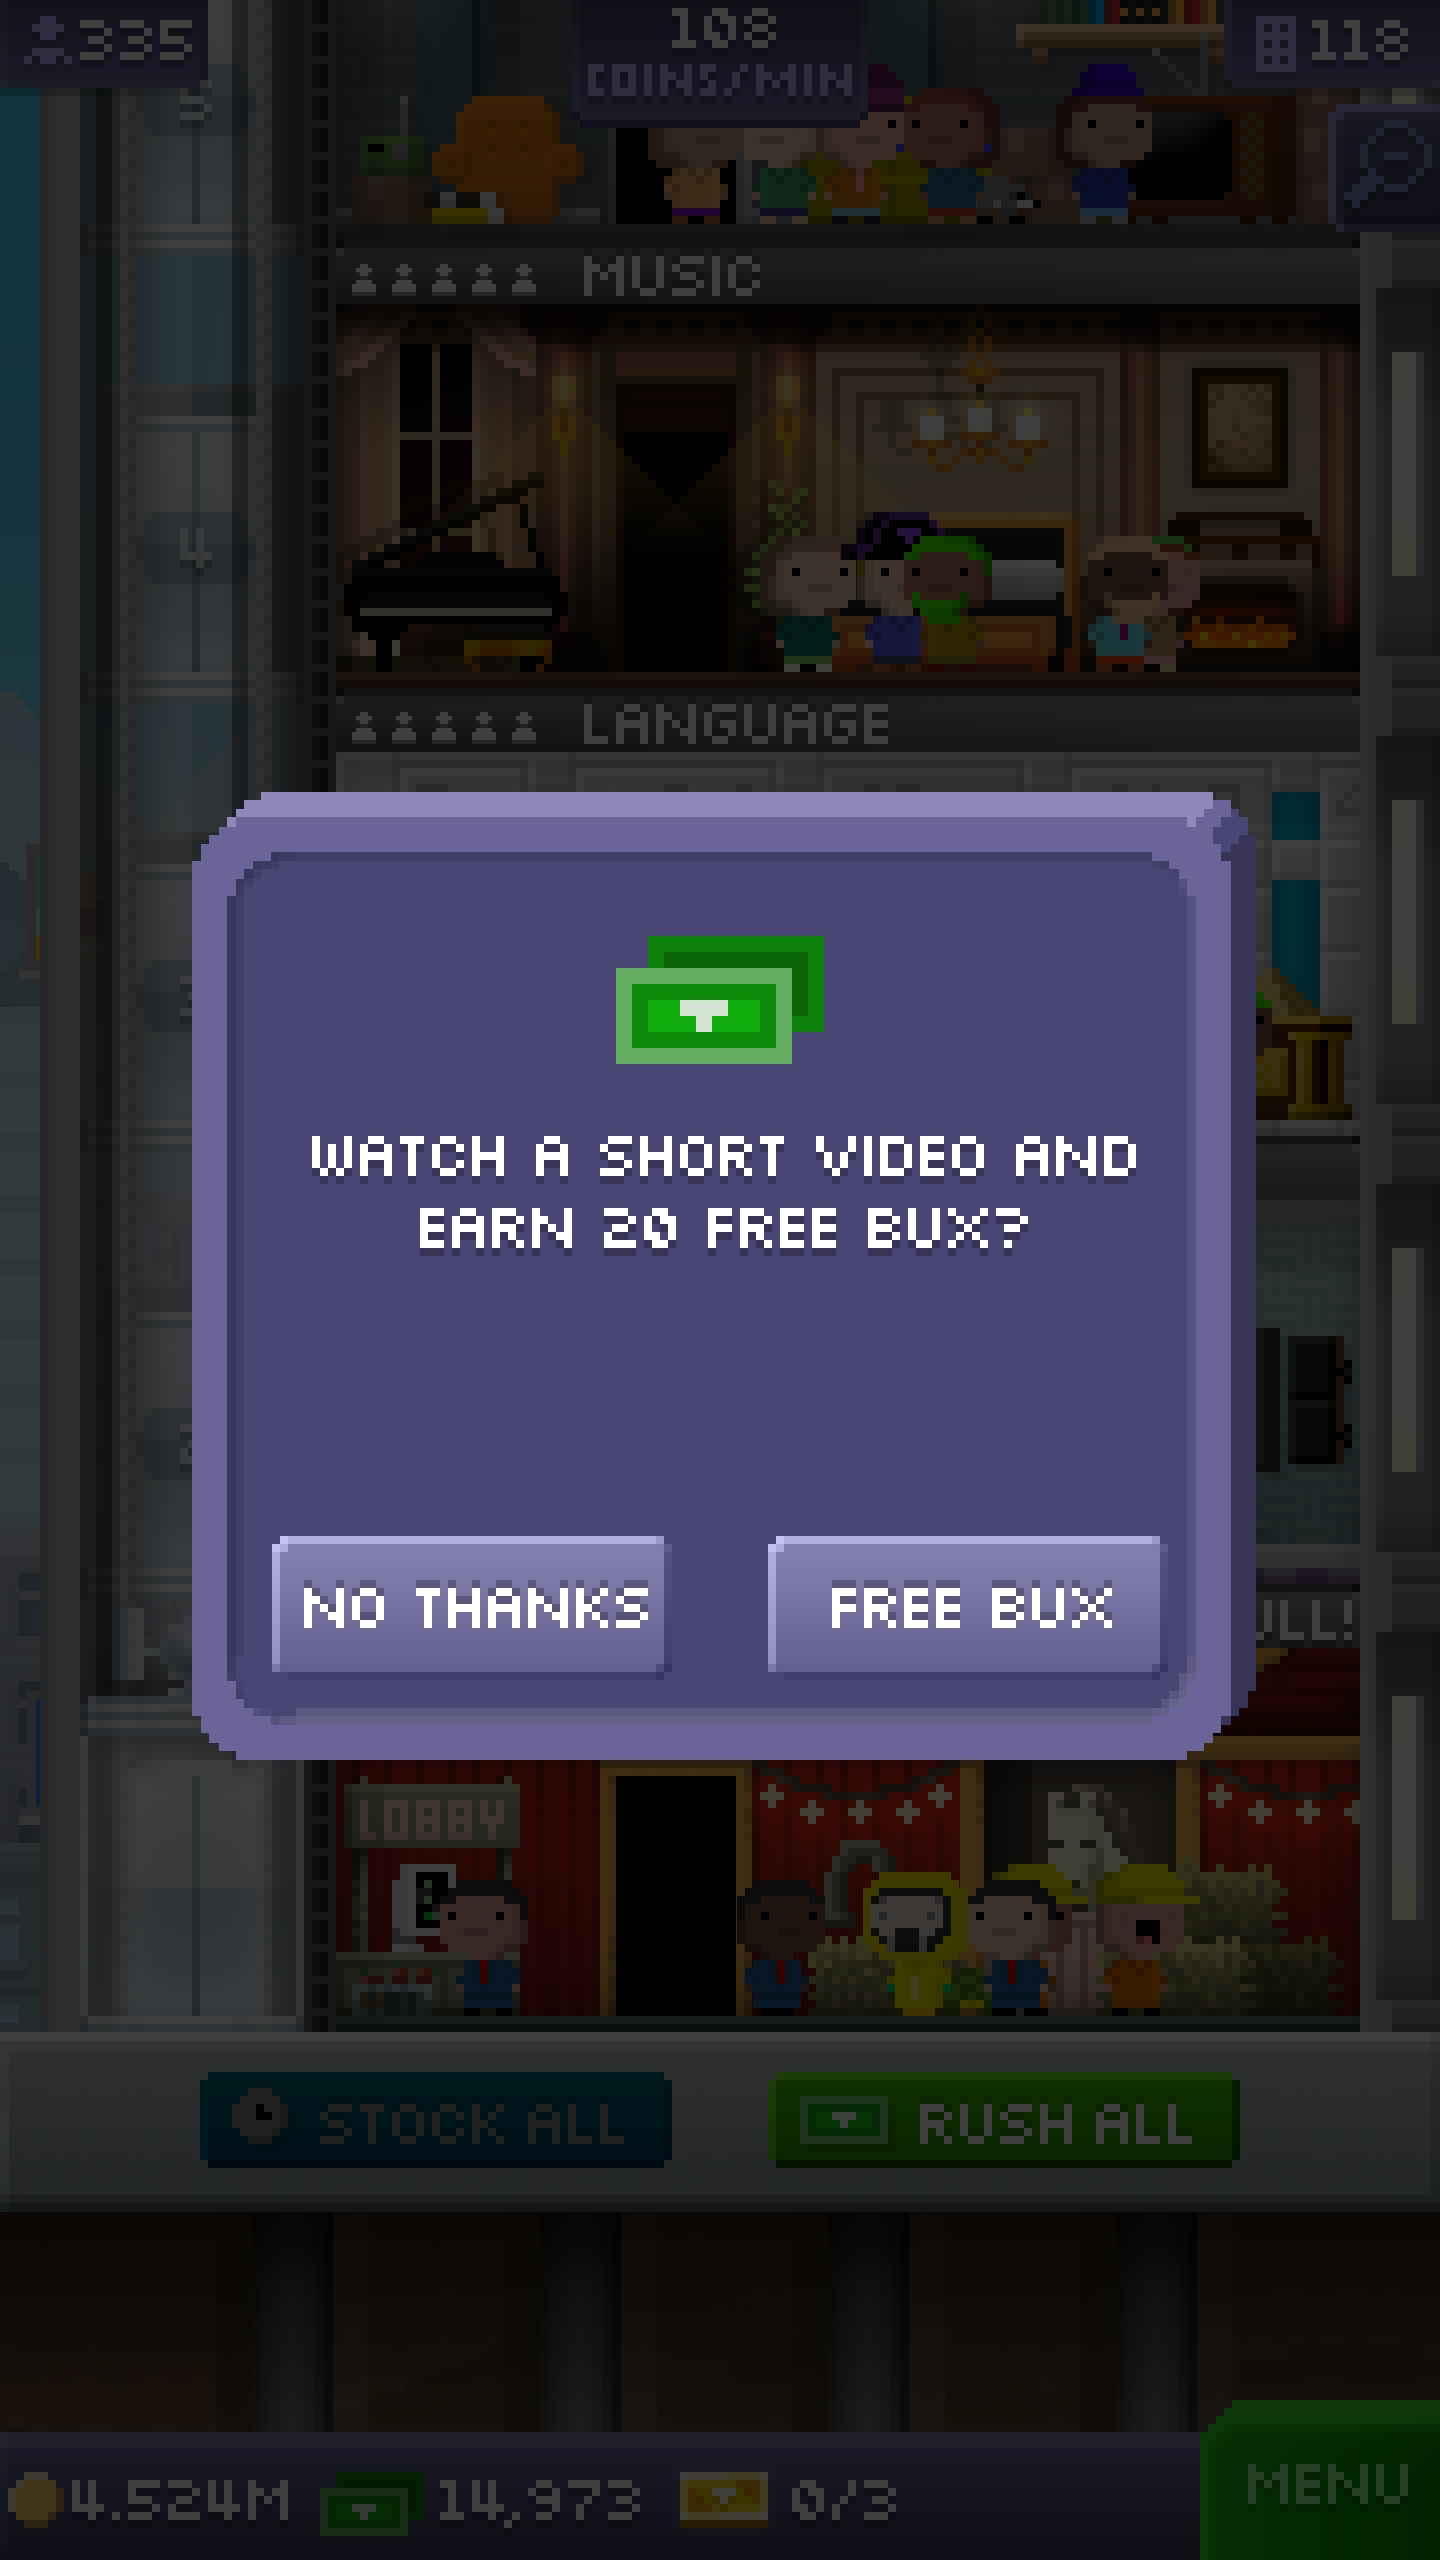 335
108
COINS/MIN
118
5
MUSIC
4
LANGUAGE
WATCH A SHORT VIDEO AND
EARN 20 FREE BUX?
NO THANKS
FREE BUX
LOBBY
STOCK ALL
RUSH ALL
4.524M
14,973
0/3
MENU